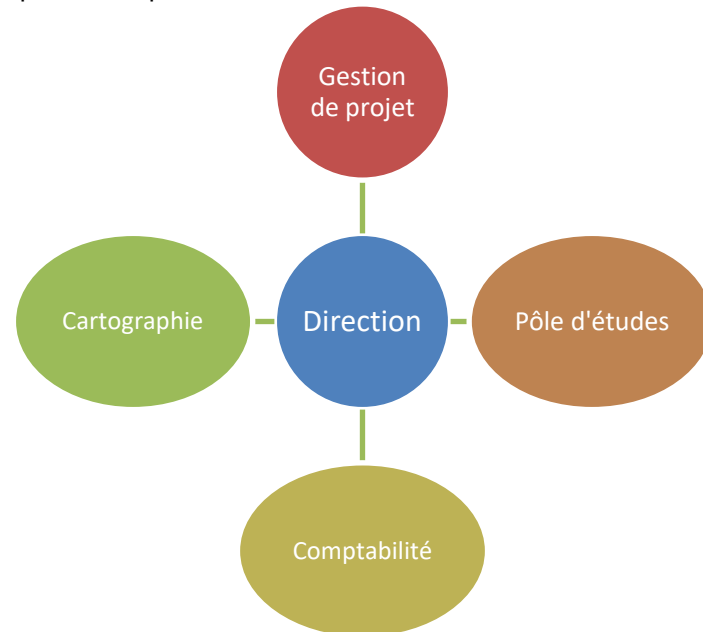 Gestion
de projet
Cartographie
Direction
Pôle d'études
Comptabilité